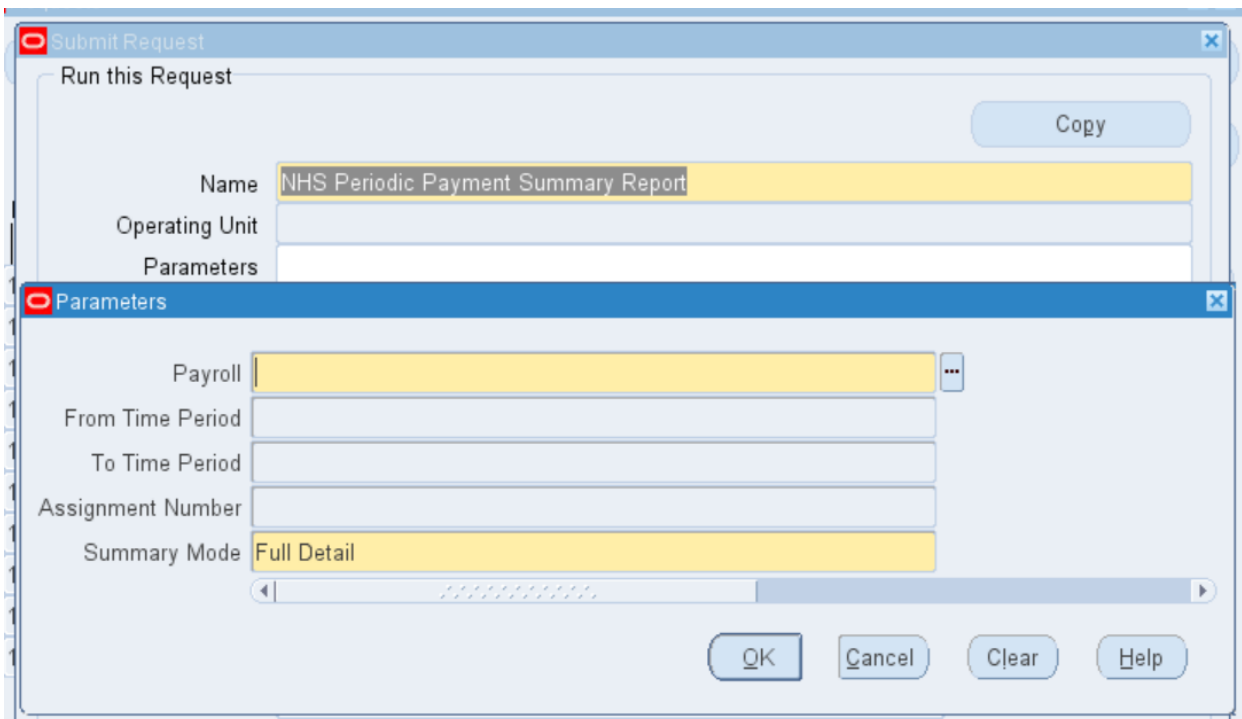 Submit Request
Run this Request
Copy
Name NHS Periodic Payment Summary Report
Operating Unit
Parameters
Parameters
Payroll
From Time Period
To Time Period
Assignment Number
Summary Mode Full Detail
OK Cancel Clear Help